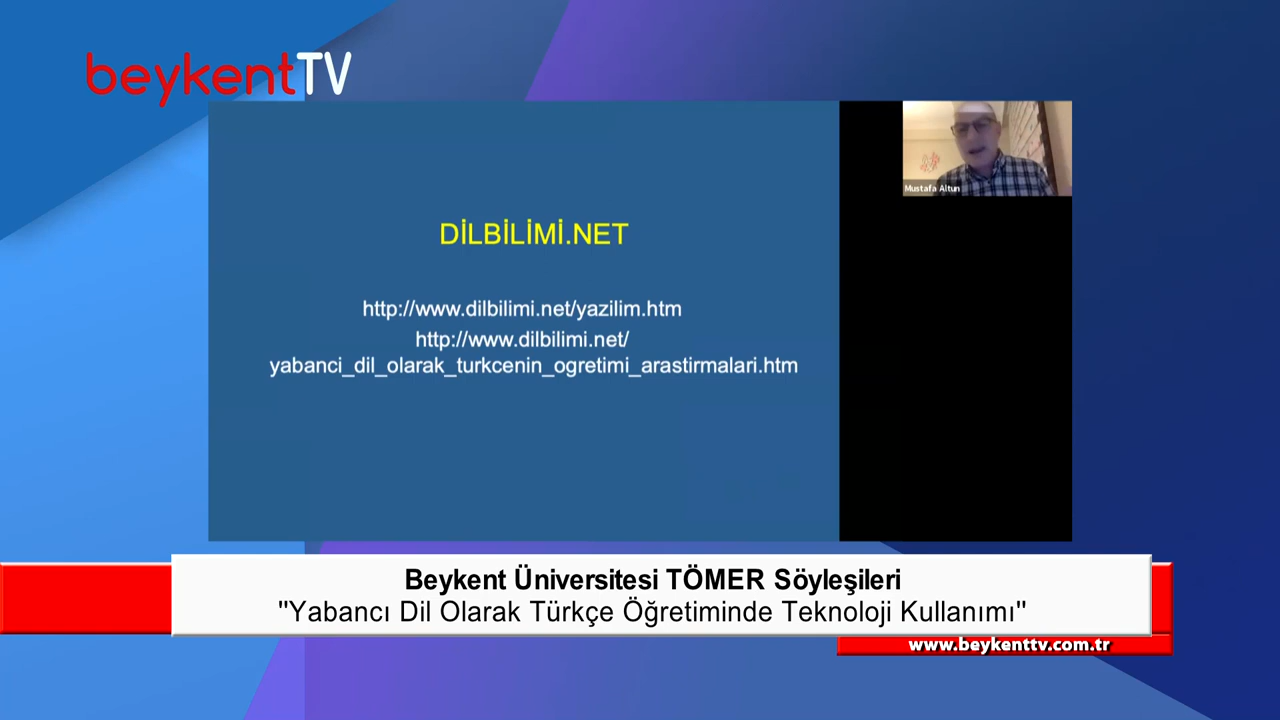 beykentTV
Mustafa Altun
DİLBİLİMİ.NET
http://www.dilbilimi.net/yazilim.htm
http://www.dilbilimi.net/
yabanci_dil_olarak_turkcenin_ogretimi_arastirmalari.htm
Beykent Üniversitesi TÖMER Söyleşileri
"Yabancı Dil Olarak Türkçe Öğretiminde Teknoloji Kullanımı"
www.beykenttv.com.tr